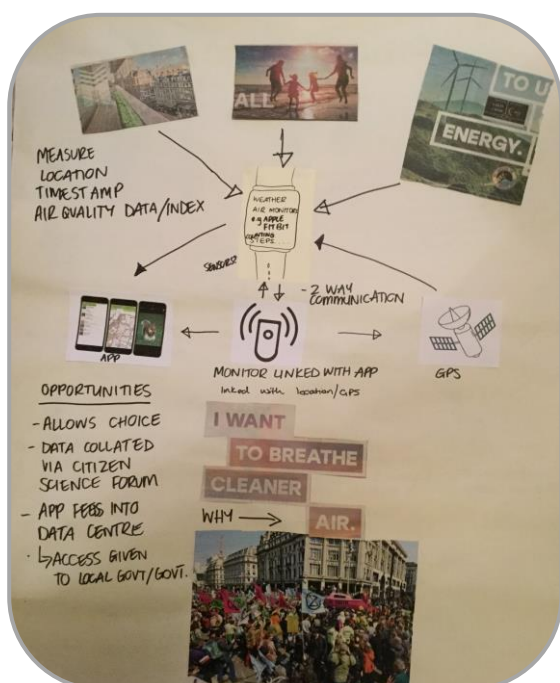 ALL
TO U
ENERGY.
MEASURE
LOCATION
TIMESTAMP
AIR QUALITY DATA/INDEX
WEATHER
AIR MONITOR
e.g APPLE
FITBIT
STEPS...
SENSORS?
- 2 WAY
COMMUNICATION
APP
MONITOR LINKED WITH APP
linked with location/GPS
GPS
OPPORTUNITIES
- ALLOWS CHOICE
- DATA COLLATED
VIA CITIZEN
SCIENCE FORUM
- APP FEEDS INTO
DATA CENTRE
↳ ACCESS GIVEN
TO LOCAL GOVT/GOVT.
I WANT
TO BREATHE
CLEANER
WHY → AIR.